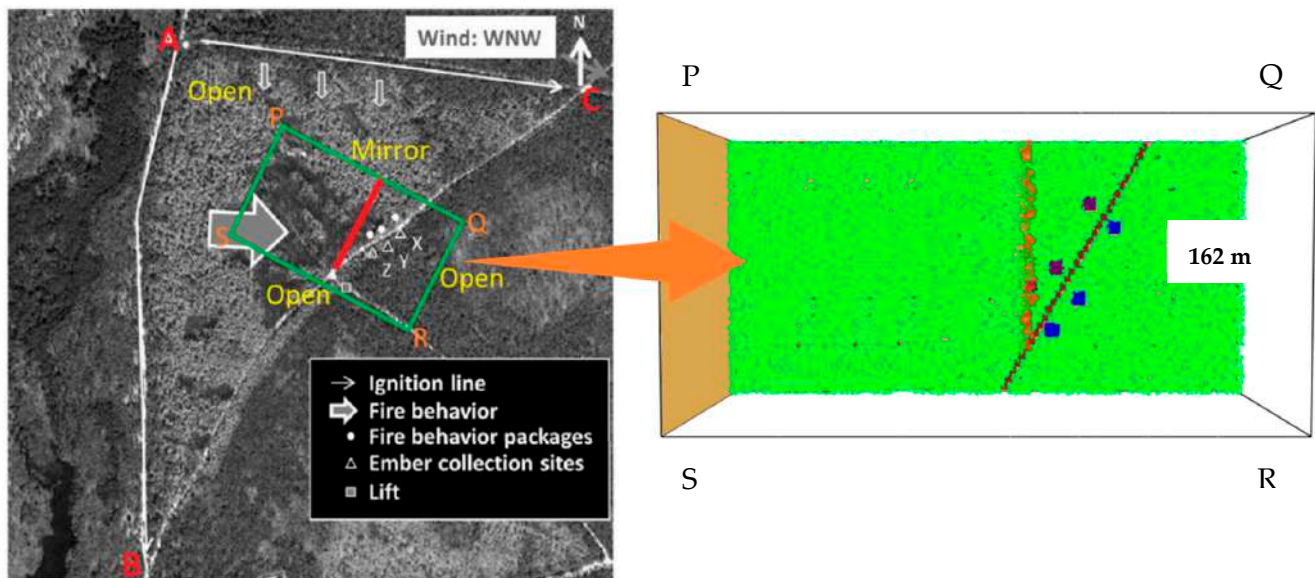 A
Wind: WNW
N
Open
C
P
Mirror
S
Q
X
Y
Z
Open
Open
R
B
Ignition line
Fire behavior
Fire behavior packages
Ember collection sites
Lift
P
Q
162 m
S
R